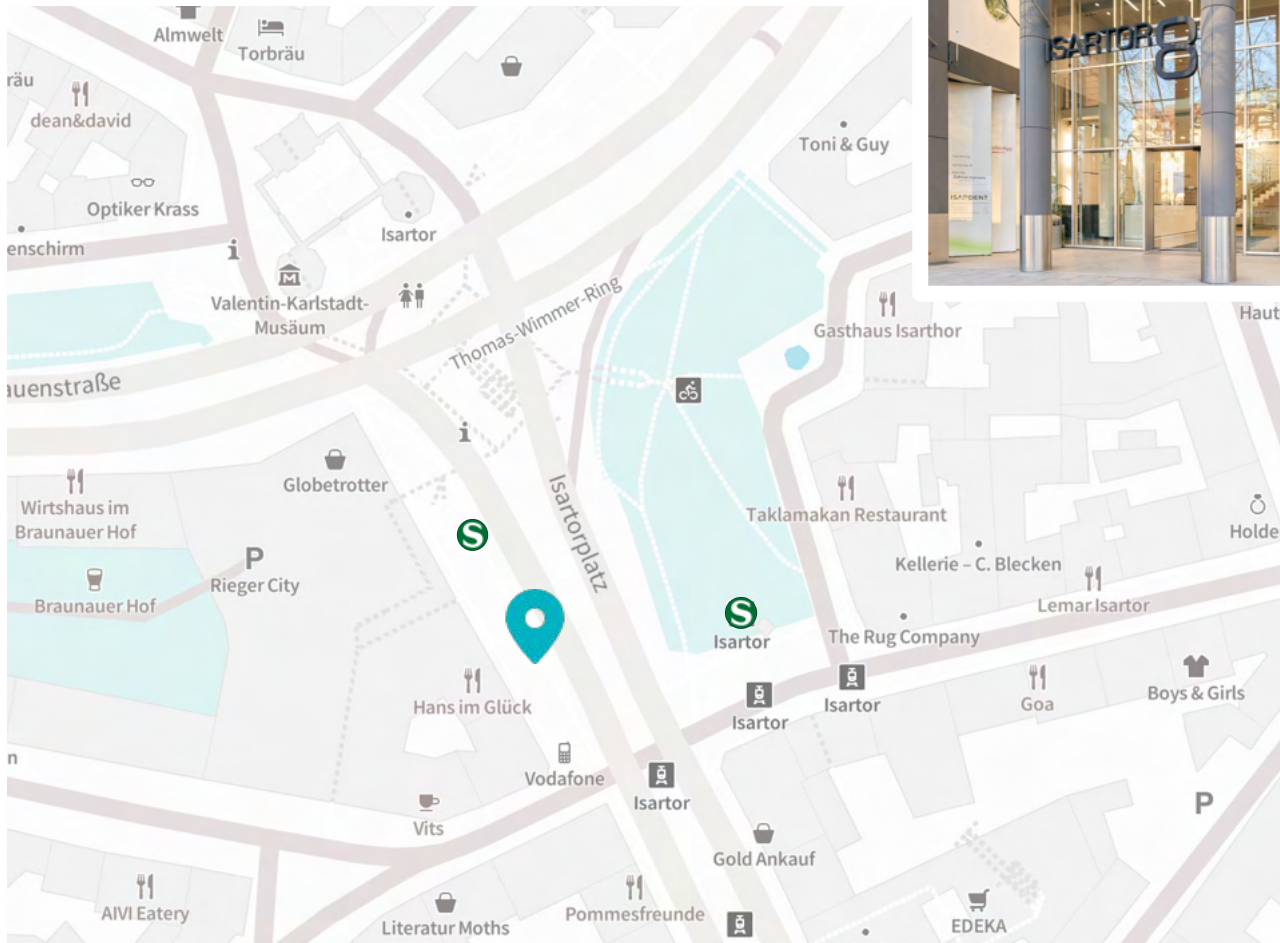 Almwelt
Torbräu
räu
dean&david
Optiker Krass
enschirm
Isartor
Valentin-Karlstadt-
Musäum
M
i
Toni & Guy
ISARTOR 8
ISARDENT
Thomas-Wimmer-Ring
Gasthaus Isarthor
Haut
auenstraße
i
Globetrotter
Wirtshaus im
Braunauer Hof
Isartorplatz
Taklamakan Restaurant
Holde
S
P
Rieger City
Braunauer Hof
Kellerie – C. Blecken
Lemar Isartor
S
Isartor
The Rug Company
Hans im Glück
Isartor
Isartor
Goa
Boys & Girls
n
Vodafone
Isartor
P
Vits
Gold Ankauf
AIVI Eatery
Literatur Moths
Pommesfreunde
EDEKA